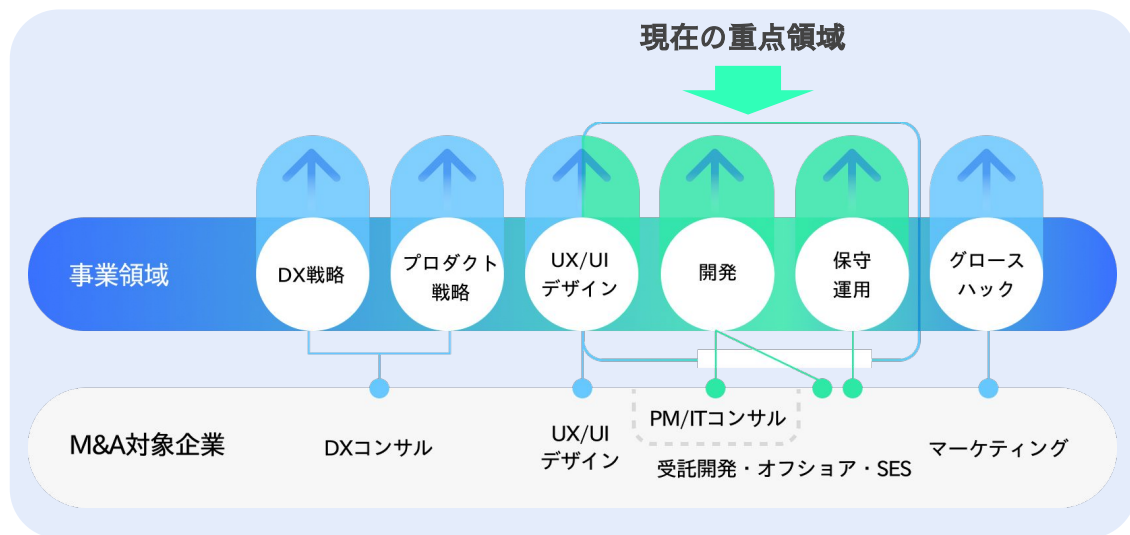 現在の重点領域
事業領域
DX戦略
プロダクト
戦略
UX/UI
デザイン
開発
保守
運用
グロース
ハック
M&A対象企業
DXコンサル
UX/UI
デザイン
PM/ITコンサル
受託開発・オフショア・SES
マーケティング